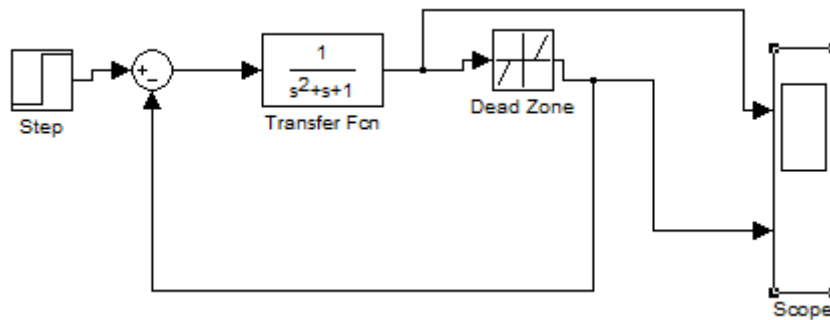 Step
+
-
1
s²+s+1
Transfer Fcn
Dead Zone
Scope